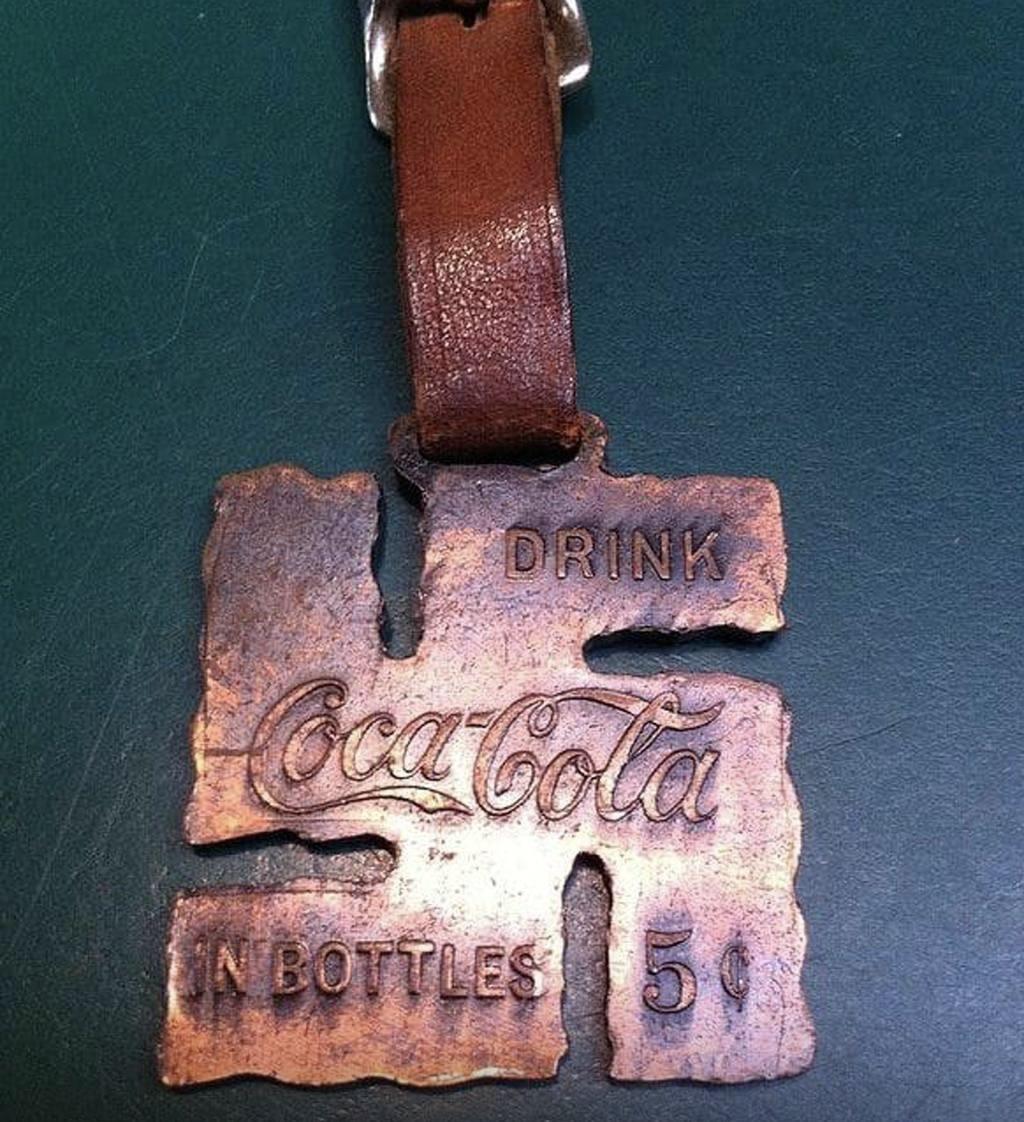 DRINK
Coca-Cola
IN BOTTLES 5¢